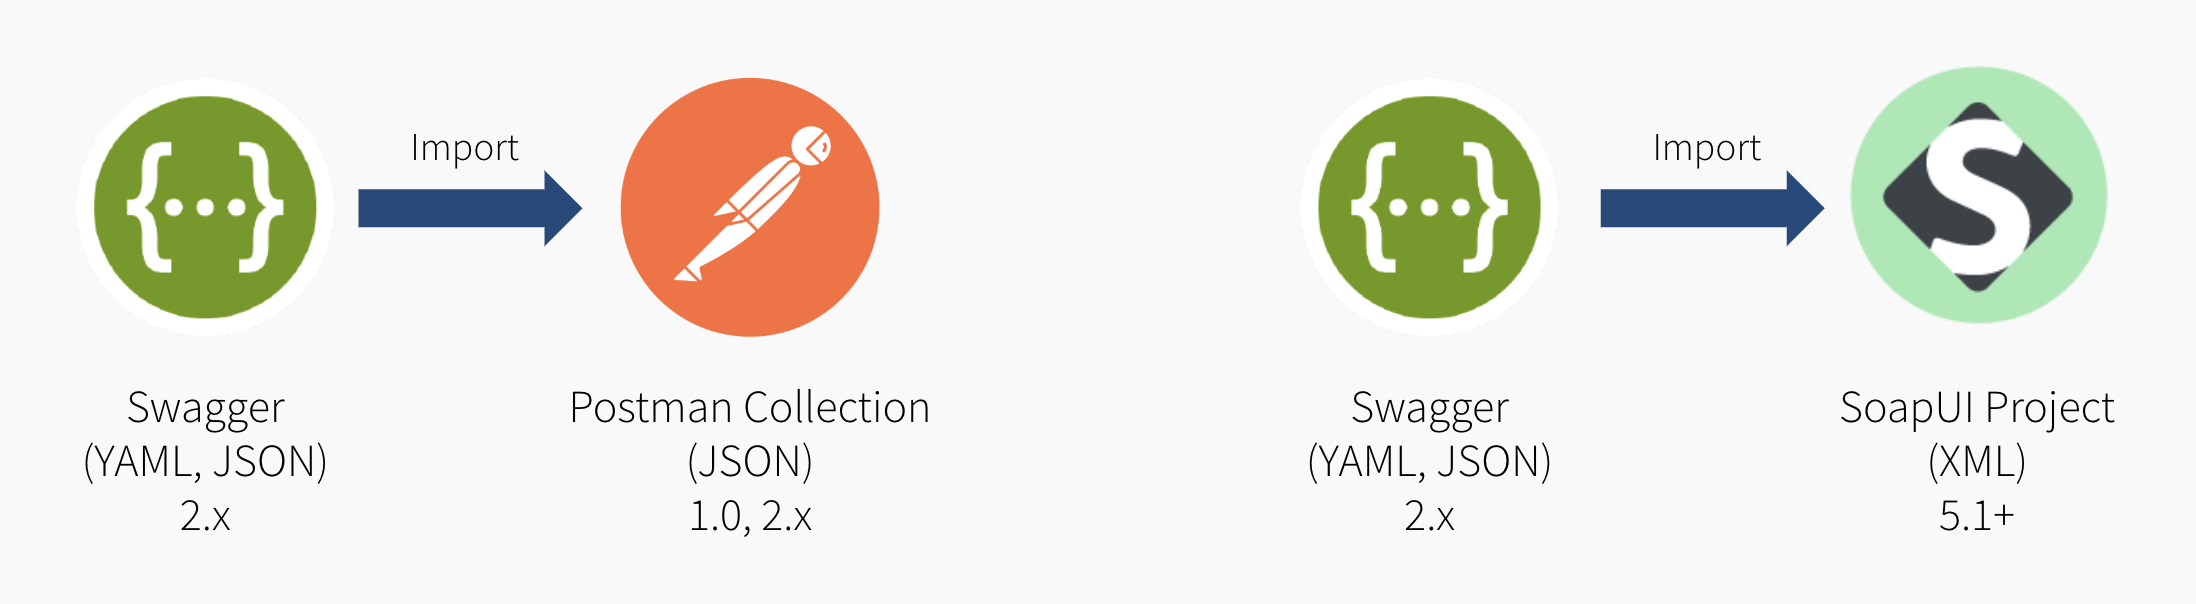 Import
Swagger
(YAML, JSON)
2.x
Postman Collection
(JSON)
1.0, 2.x
Import
Swagger
(YAML, JSON)
2.x
SoapUI Project
(XML)
5.1+